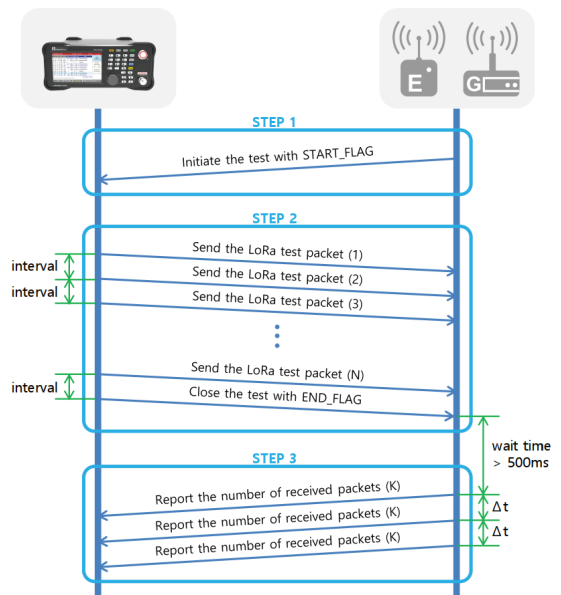 E
G
STEP 1
Initiate the test with START_FLAG
STEP 2
Send the LoRa test packet (1)
interval
Send the LoRa test packet (2)
interval
Send the LoRa test packet (3)
Send the LoRa test packet (N)
interval
Close the test with END_FLAG
wait time
> 500ms
STEP 3
Report the number of received packets (K)
Δt
Report the number of received packets (K)
Δt
Report the number of received packets (K)